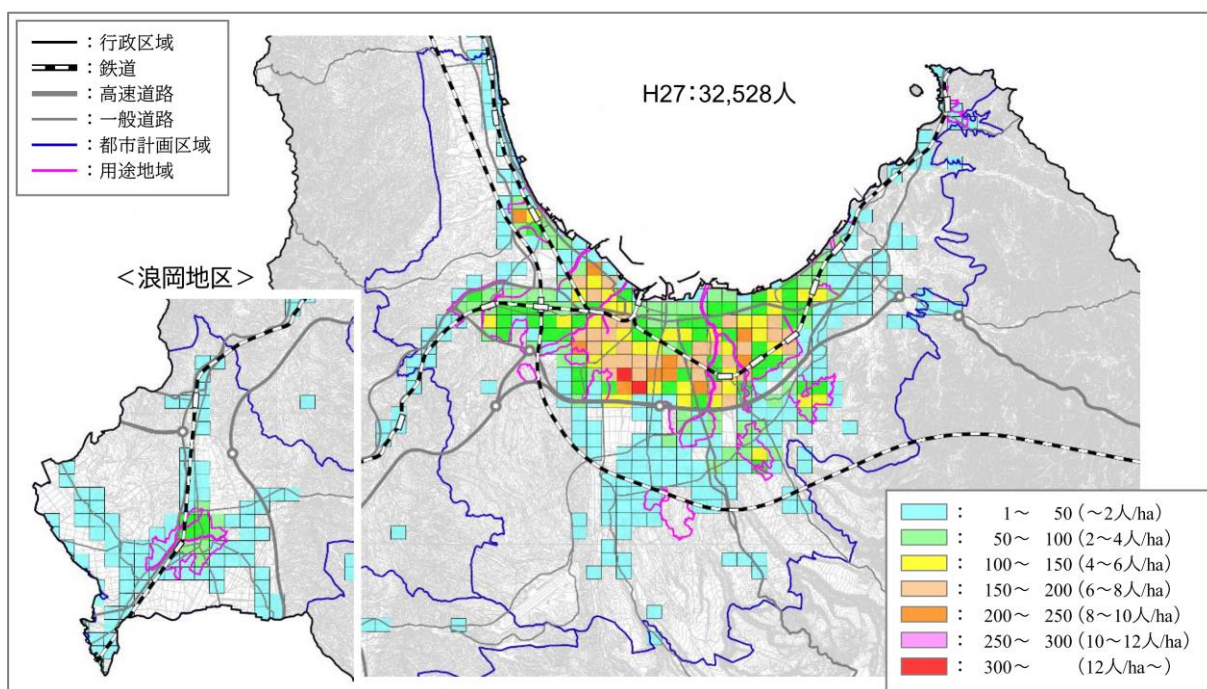 ：行政区域
：鉄道
：高速道路
：一般道路
：都市計画区域
：用途地域
H27：32,528人
＜浪岡地区＞
： 1～ 50 (～2人/ha)
： 50～ 100 (2～4人/ha)
： 100～ 150 (4～6人/ha)
： 150～ 200 (6～8人/ha)
： 200～ 250 (8～10人/ha)
： 250～ 300 (10～12人/ha)
： 300～ (12人/ha～)